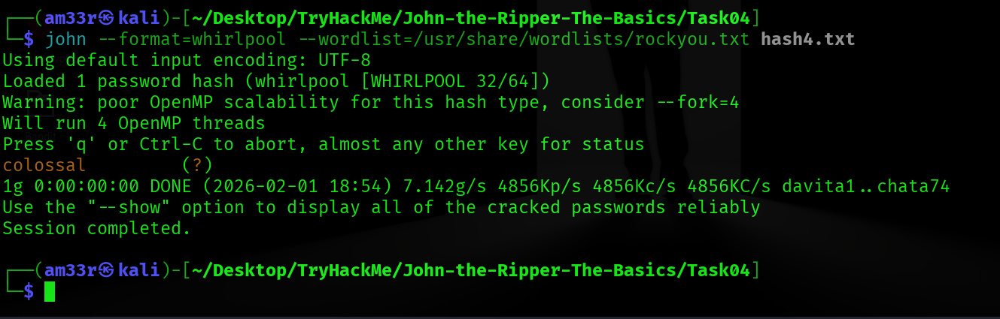 ┌──(am33r㉿kali)-[~/Desktop/TryHackMe/John-the-Ripper-The-Basics/Task04]
└─$ john --format=whirlpool --wordlist=/usr/share/wordlists/rockyou.txt hash4.txt
Using default input encoding: UTF-8
Loaded 1 password hash (whirlpool [WHIRLPOOL 32/64])
Warning: poor OpenMP scalability for this hash type, consider --fork=4
Will run 4 OpenMP threads
Press 'q' or Ctrl-C to abort, almost any other key for status
colossal         (?)
1g 0:00:00:00 DONE (2026-02-01 18:54) 7.142g/s 4856Kp/s 4856Kc/s 4856KC/s davita1..chata74
Use the "--show" option to display all of the cracked passwords reliably
Session completed.
┌──(am33r㉿kali)-[~/Desktop/TryHackMe/John-the-Ripper-The-Basics/Task04]
└─$